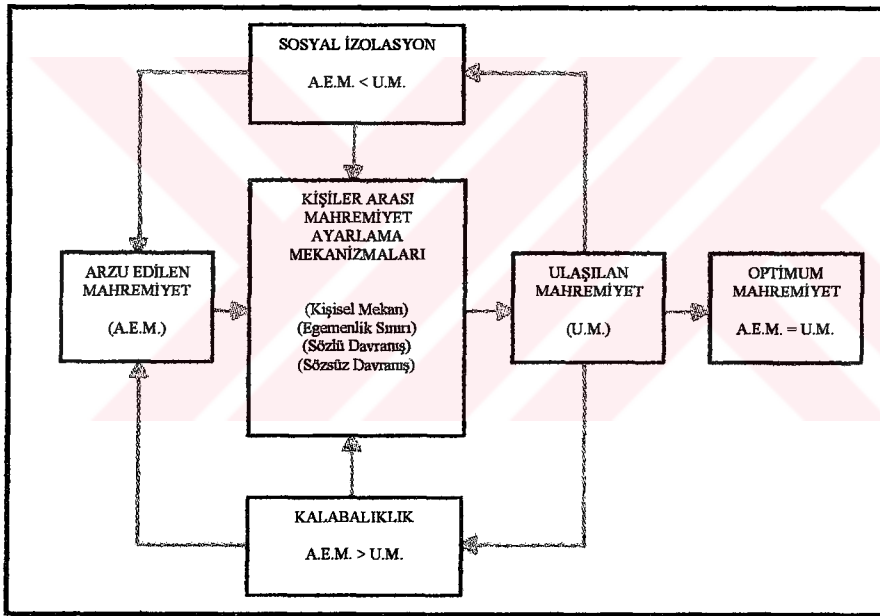 SOSYAL İZOLASYON
A.E.M. < U.M.
KİŞİLER ARASI
MAHREMİYET
AYARLAMA
MEKANİZMALARI
(Kişisel Mekan)
(Egemenlik Sınırı)
(Sözlü Davranış)
(Sözsüz Davranış)
ARZU EDİLEN
MAHREMİYET
(A.E.M.)
ULAŞILAN
MAHREMİYET
(U.M.)
OPTİMUM
MAHREMİYET
A.E.M. = U.M.
KALABALIKLIK
A.E.M. > U.M.